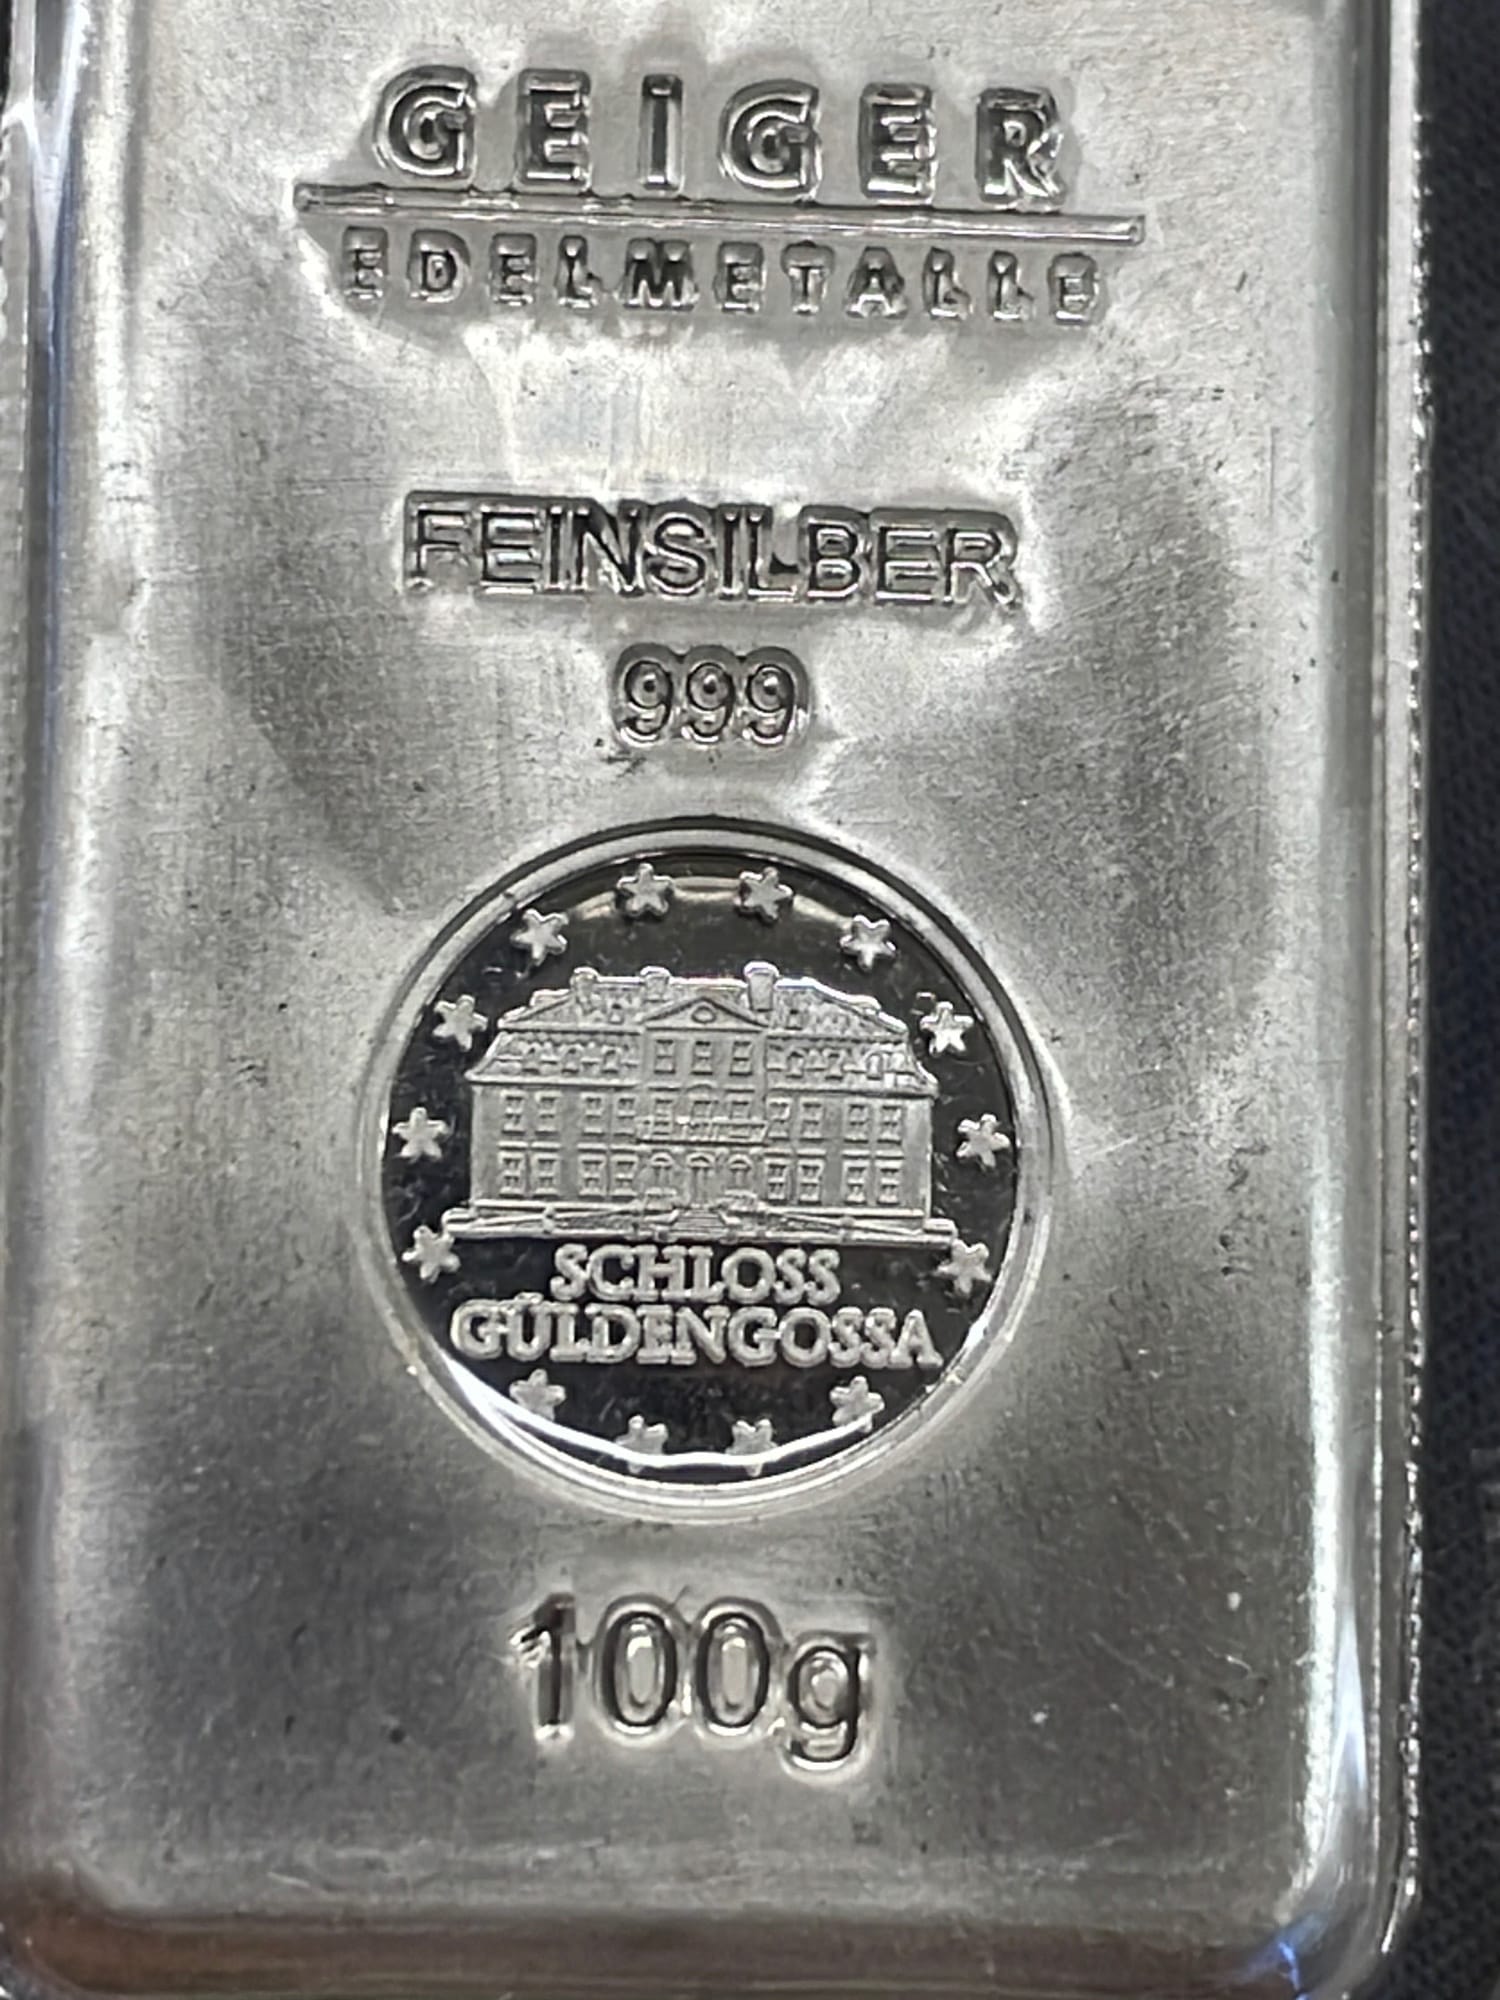 GEIGER
EDELMETALLE
FEINSILBER
999
SCHLOSS
GÜLDENGOSSA
100g